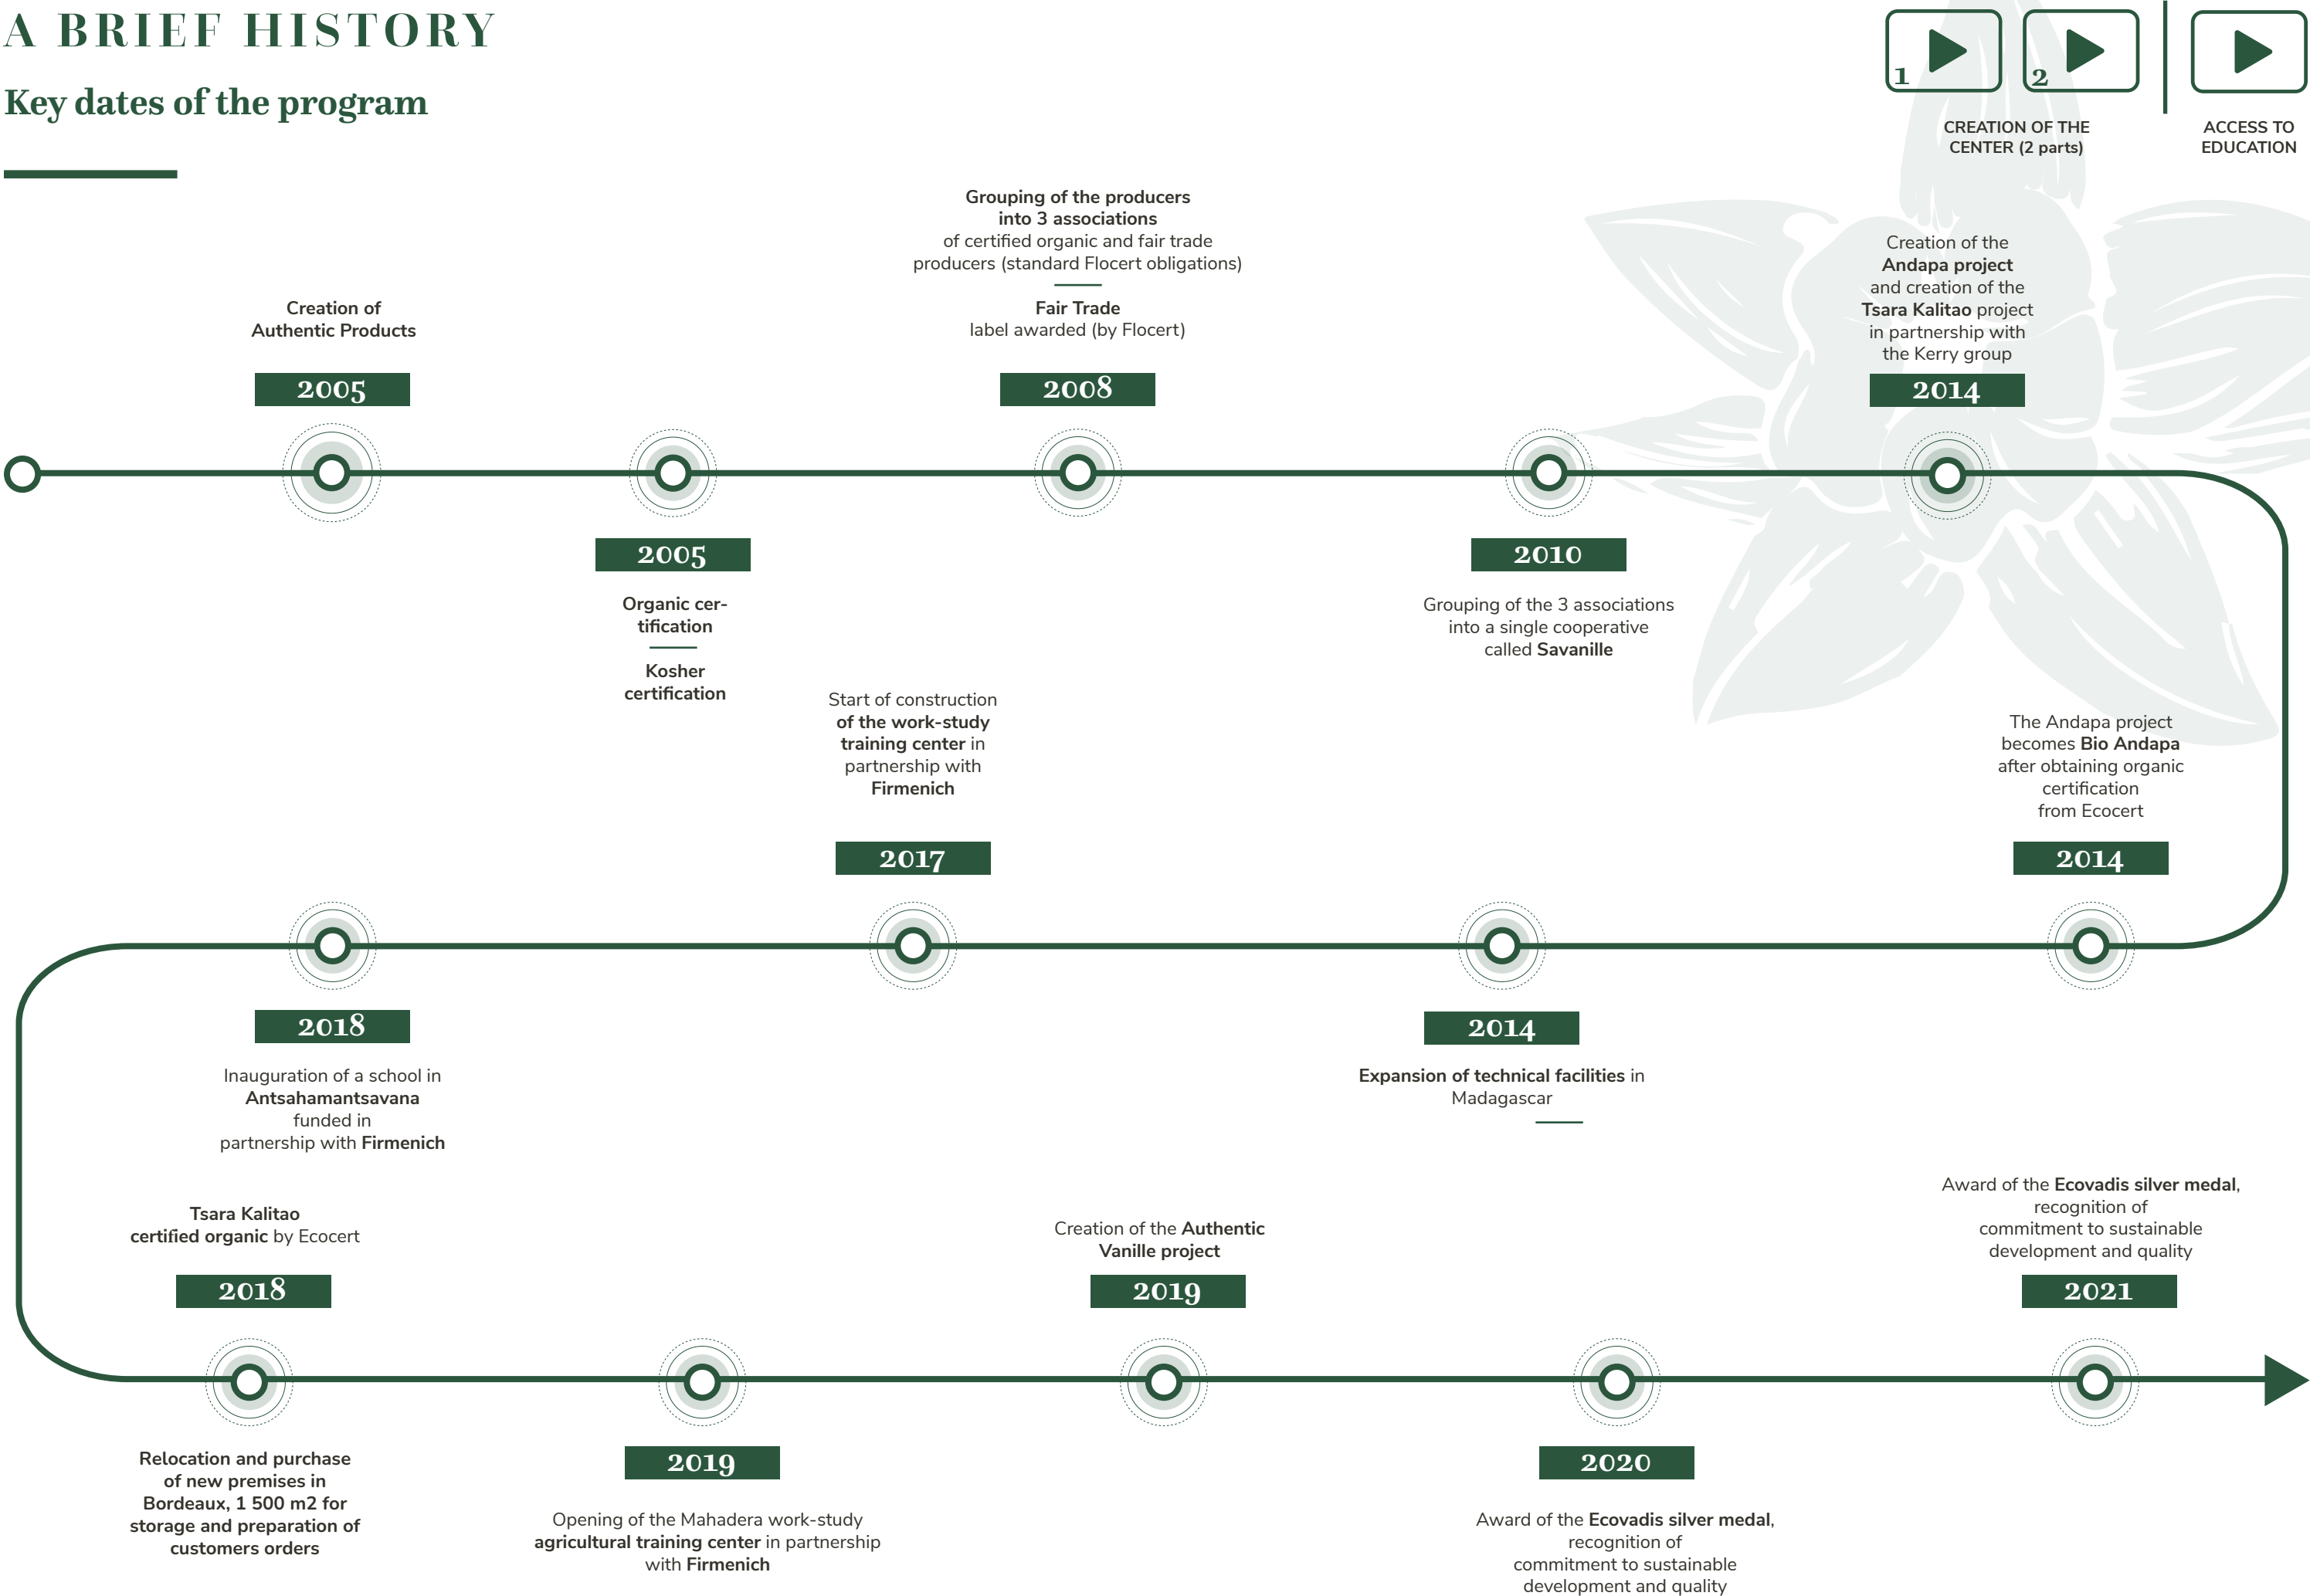 A BRIEF HISTORY
Key dates of the program
1
2
CREATION OF THE
CENTER (2 parts)
ACCESS TO
EDUCATION
Creation of
Authentic Products
2005
2005
Organic cer-
tification
Kosher
certification
Grouping of the producers
into 3 associations
of certified organic and fair trade
producers (standard Flocert obligations)
Fair Trade
label awarded (by Flocert)
2008
2010
Grouping of the 3 associations
into a single cooperative
called Savanille
Creation of the
Andapa project
and creation of the
Tsara Kalitao project
in partnership with
the Kerry group
2014
The Andapa project
becomes Bio Andapa
after obtaining organic
certification
from Ecocert
2014
2014
Expansion of technical facilities in
Madagascar
Start of construction
of the work-study
training center in
partnership with
Firmenich
2017
2018
Inauguration of a school in
Antsahamantsavana
funded in
partnership with Firmenich
Tsara Kalitao
certified organic by Ecocert
2018
Relocation and purchase
of new premises in
Bordeaux, 1 500 m2 for
storage and preparation of
customers orders
2019
Opening of the Mahadera work-study
agricultural training center in partnership
with Firmenich
Creation of the Authentic
Vanille project
2019
2020
Award of the Ecovadis silver medal,
recognition of
commitment to sustainable
development and quality
Award of the Ecovadis silver medal,
recognition of
commitment to sustainable
development and quality
2021